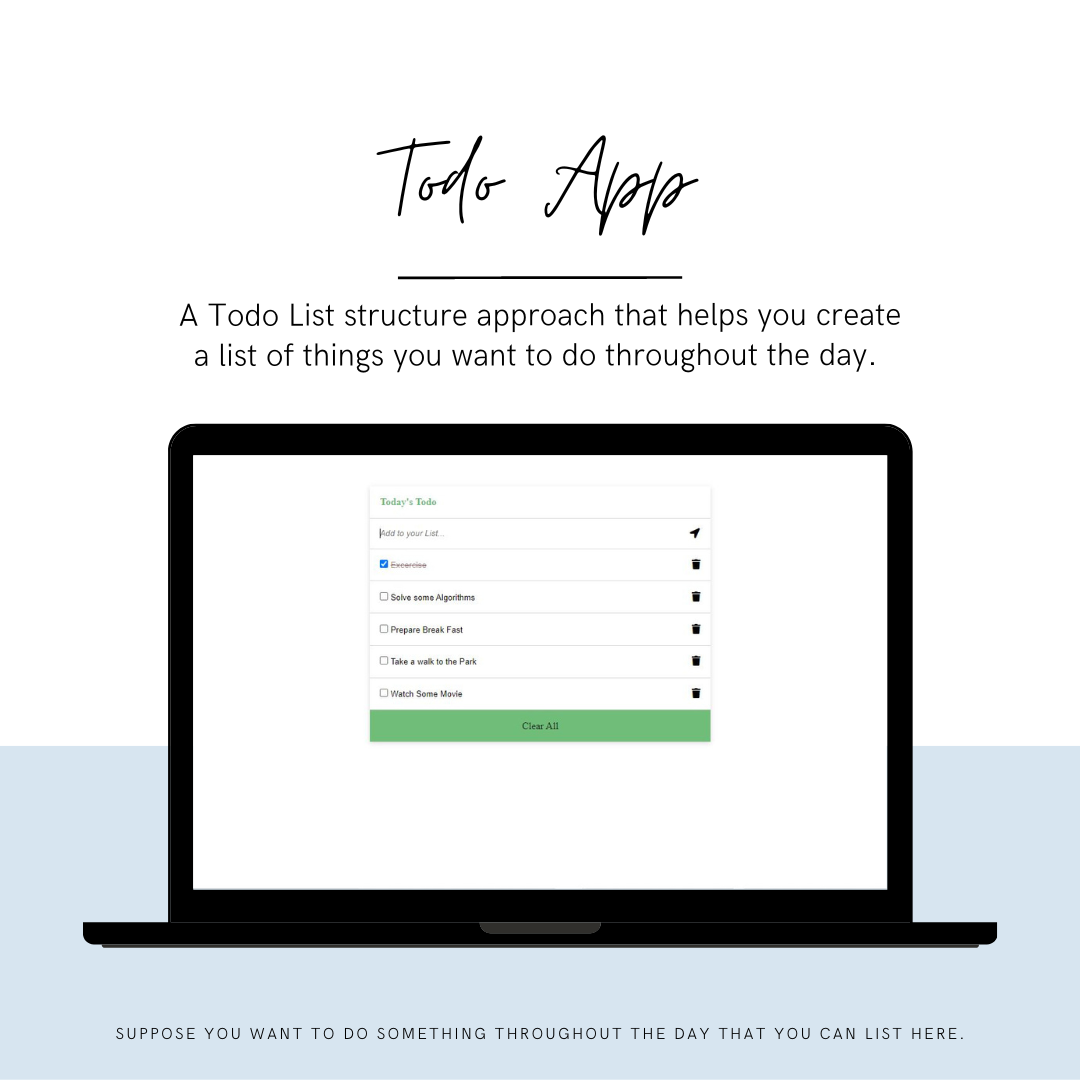 Todo App
A Todo List structure approach that helps you create
a list of things you want to do throughout the day.
Today's Todo
Add to your List...
Excercise
Solve some Algorithms
Prepare Break Fast
Take a walk to the Park
Watch Some Movie
Clear All
SUPPOSE YOU WANT TO DO SOMETHING THROUGHOUT THE DAY THAT YOU CAN LIST HERE.